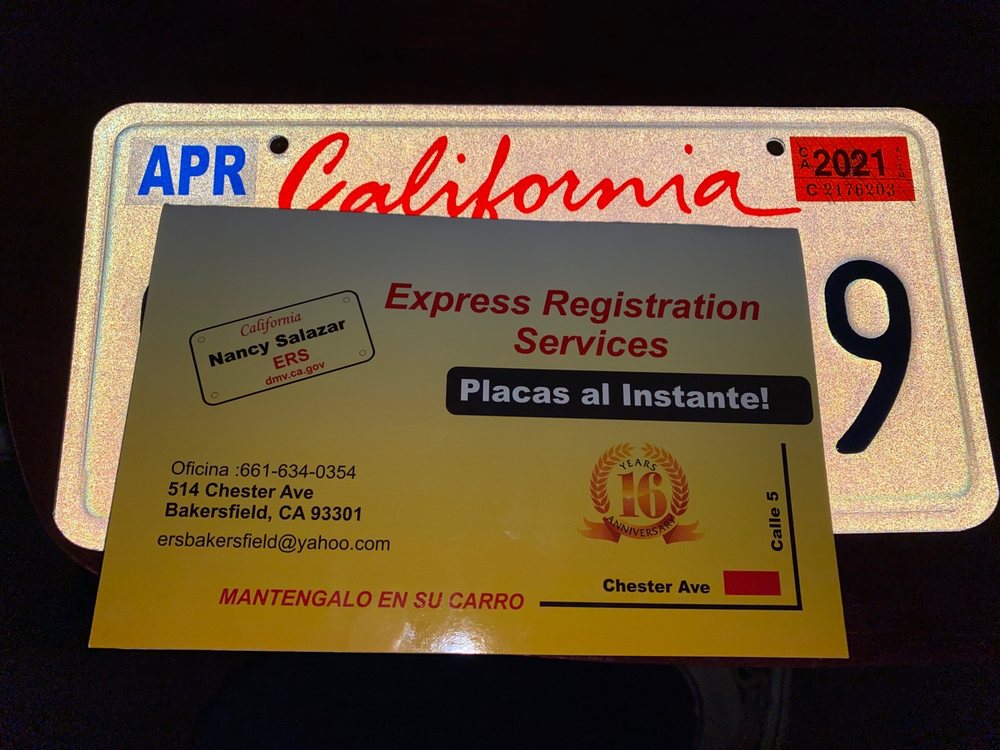 APR
California
CA 2021
C 2176203
9
California
Nancy Salazar
ERS
dmv.ca.gov
Express Registration
Services
Placas al Instante!
Oficina :661-634-0354
514 Chester Ave
Bakersfield, CA 93301
ersbakersfield@yahoo.com
YEARS
16
ANNIVERSARY
Calle 5
Chester Ave
MANTENGALO EN SU CARRO